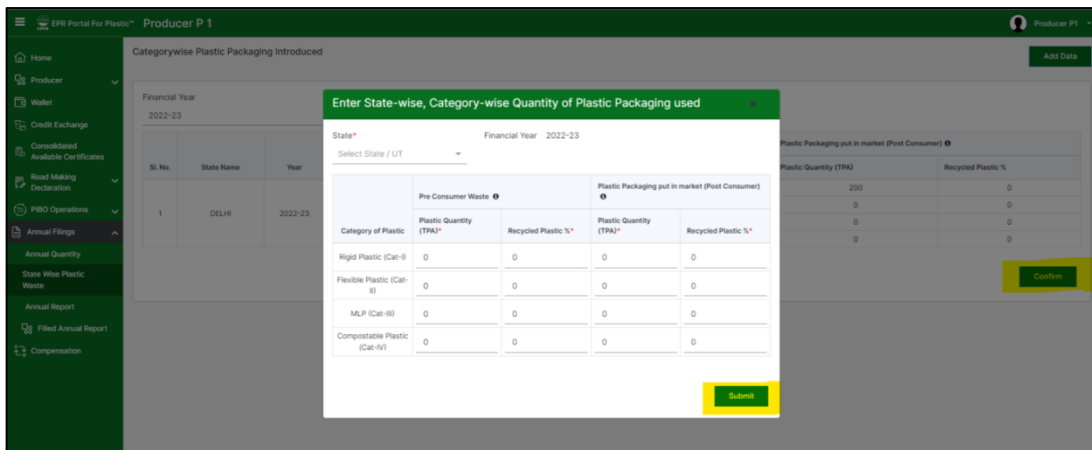 EPR Portal For Plastic™ Producer P 1
Producer P1
Home
Producer
Wallet
Credit Exchange
Consolidated
Available Certificates
Road Making
Declaration
PIBO Operations
Annual Filings
Annual Quantity
State Wise Plastic
Waste
Annual Report
Filled Annual Report
Compensation
Categorywise Plastic Packaging Introduced
Add Data
Financial Year
2022-23
Sl. No. State Name Year
1 DELHI 2022-23
Plastic Packaging put in market (Post Consumer)
Plastic Quantity (TPA) Recycled Plastic %
200 0
0 0
0 0
0 0
Confirm
Enter State-wise, Category-wise Quantity of Plastic Packaging used
State* Financial Year 2022-23
Select State / UT
Category of Plastic
Pre Consumer Waste
Plastic Packaging put in market (Post Consumer)
Plastic Quantity
(TPA)*
Recycled Plastic %*
Plastic Quantity
(TPA)*
Recycled Plastic %*
Rigid Plastic (Cat-I) 0 0 0 0
Flexible Plastic (Cat-
II) 0 0 0 0
MLP (Cat-III) 0 0 0 0
Compostable Plastic
(Cat-IV) 0 0 0 0
Submit